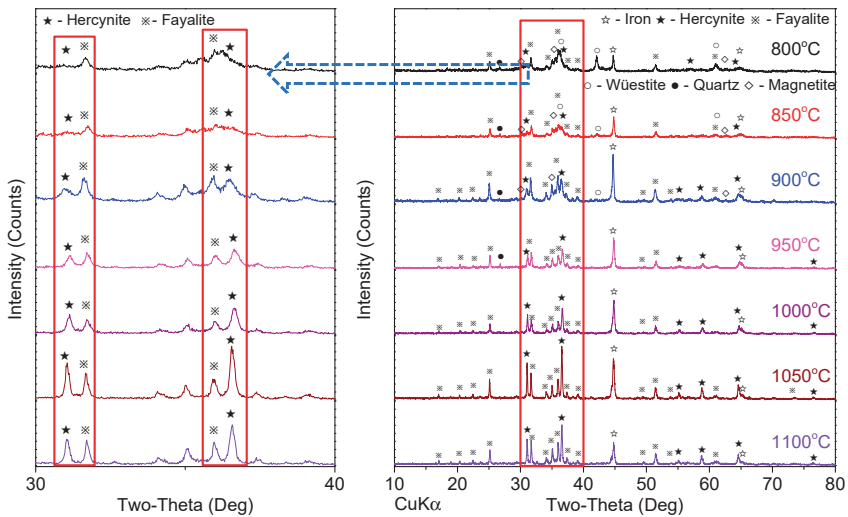 ★ - Hercynite ※ - Fayalite
☆ - Iron ★ - Hercynite ※ - Fayalite
800°C
○ - Wüestite ● - Quartz ◇ - Magnetite
850°C
900°C
950°C
1000°C
1050°C
1100°C
Intensity (Counts)
Intensity (Counts)
30 35 40
10 20 30 40 50 60 70 80
Two-Theta (Deg)
CuKα Two-Theta (Deg)